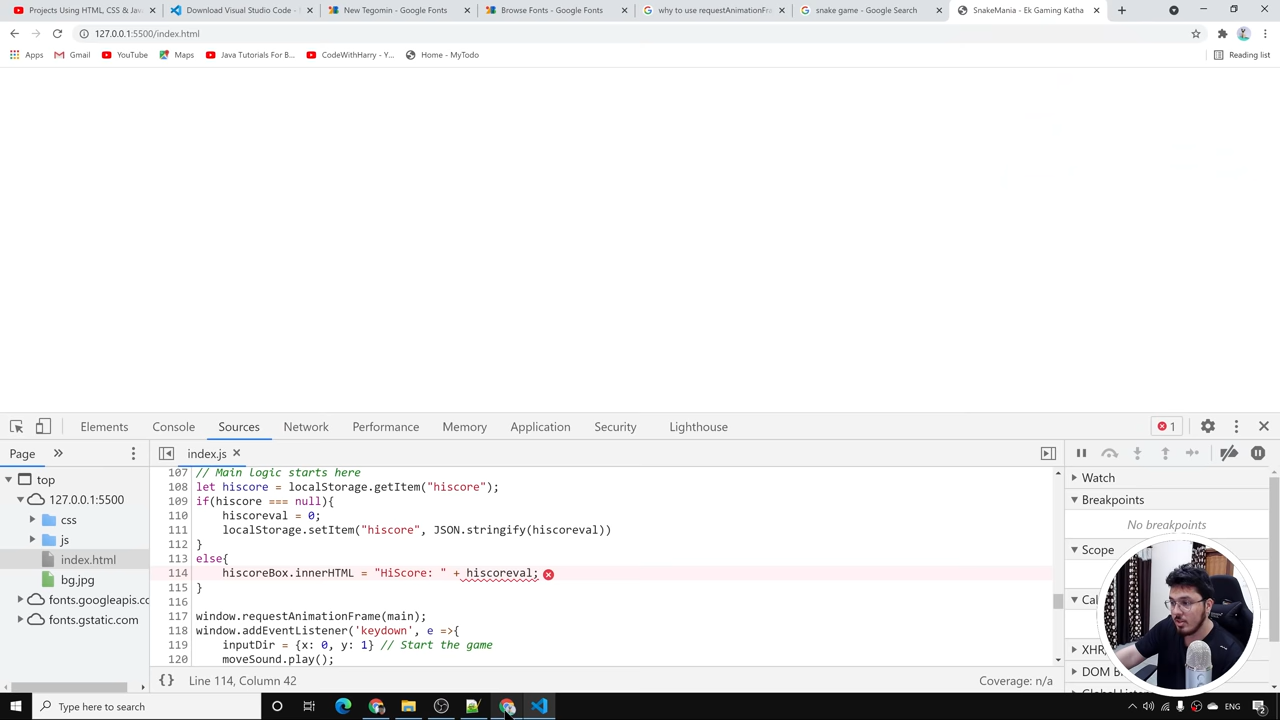 Projects Using HTML, CSS & Jav
Download Visual Studio Code -
New Tegomin - Google Fonts
Browse Fonts - Google Fonts
why to use requestAnimationFr
snake game - Google Search
SnakeMania - Ek Gaming Katha
127.0.0.1:5500/index.html
Apps
Gmail
YouTube
Maps
Java Tutorials For B...
CodeWithHarry - Y...
Home - MyTodo
Reading list
Elements
Console
Sources
Network
Performance
Memory
Application
Security
Lighthouse
1
Page
index.js
top
127.0.0.1:5500
css
js
index.html
bg.jpg
fonts.googleapis.cc
fonts.gstatic.com
107 // Main logic starts here
108 let hiscore = localStorage.getItem("hiscore");
109 if(hiscore === null){
110 hiscoreval = 0;
111 localStorage.setItem("hiscore", JSON.stringify(hiscoreval))
112 }
113 else{
114 hiscoreBox.innerHTML = "HiScore: " + hiscoreval;
115 }
116
117 window.requestAnimationFrame(main);
118 window.addEventListener('keydown', e =>{
119 inputDir = {x: 0, y: 1} // Start the game
120 moveSound.play();
{ } Line 114, Column 42
Coverage: n/a
Watch
Breakpoints
No breakpoints
Scope
Cal
XHR
DOM B
Type here to search
ENG
2